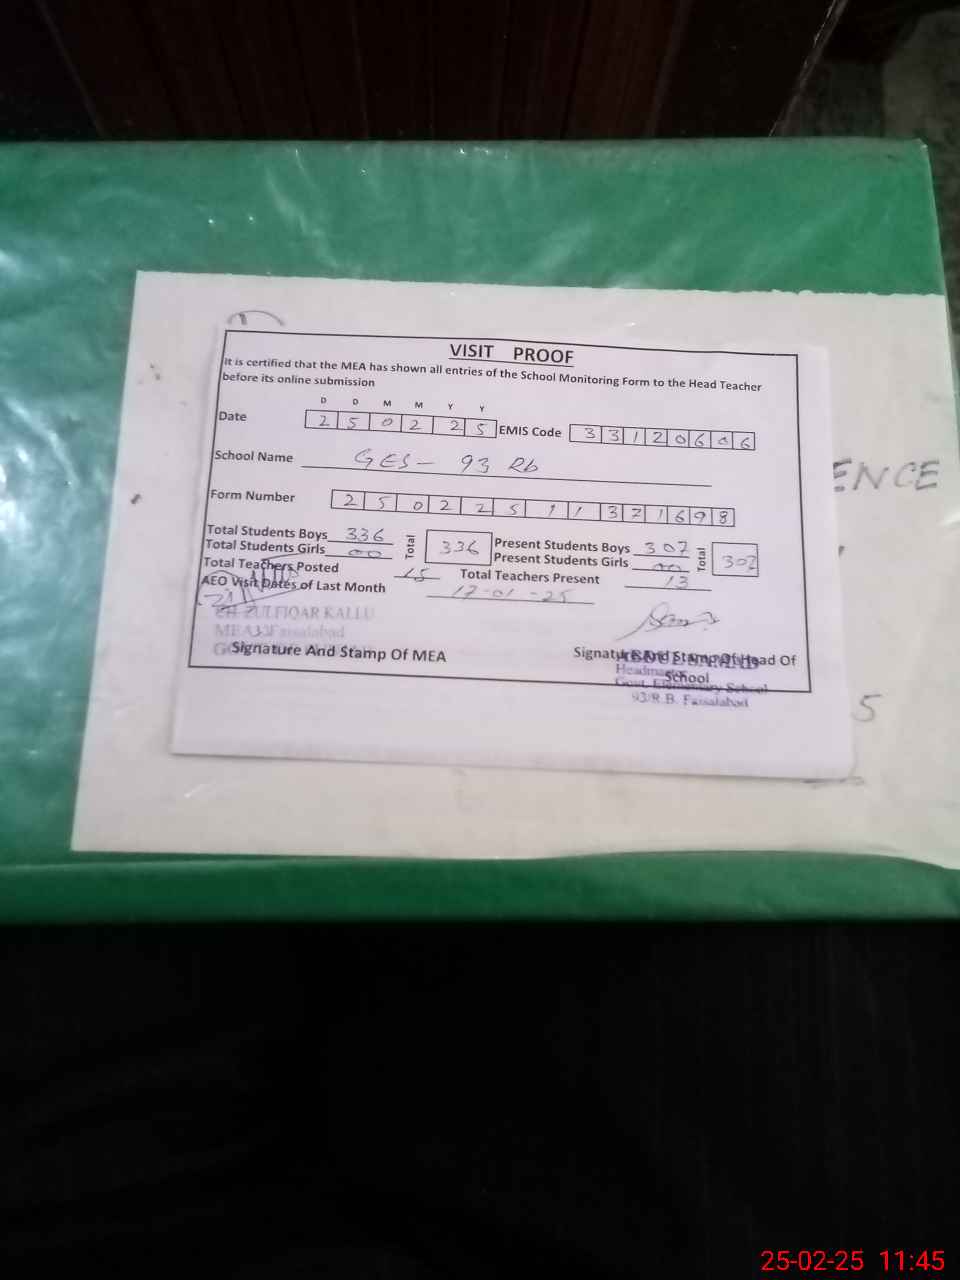 VISIT PROOF
It is certified that the MEA has shown all entries of the School Monitoring Form to the Head Teacher
before its online submission
D D M M Y Y
Date 2 5 0 2 2 5 EMIS Code 3 3 1 2 0 6 0 6
School Name GES - 93 Rb
Form Number 2 5 0 2 2 5 1 1 3 7 1 6 9 8
Total Students Boys 336 Total 336 Present Students Boys 307 Total 307
Total Students Girls 00 Present Students Girls 00
Total Teachers Posted 15 Total Teachers Present 13
AEO Visit Dates of Last Month 17-01-25
CH ZULFIQAR KALLU
MEA33Faisalabad
Signature And Stamp Of MEA
Signature And Stamp Of Head Of
School
Govt. Elementary School
93/R.B. Faisalabad
ENCE
5
25-02-25 11:45